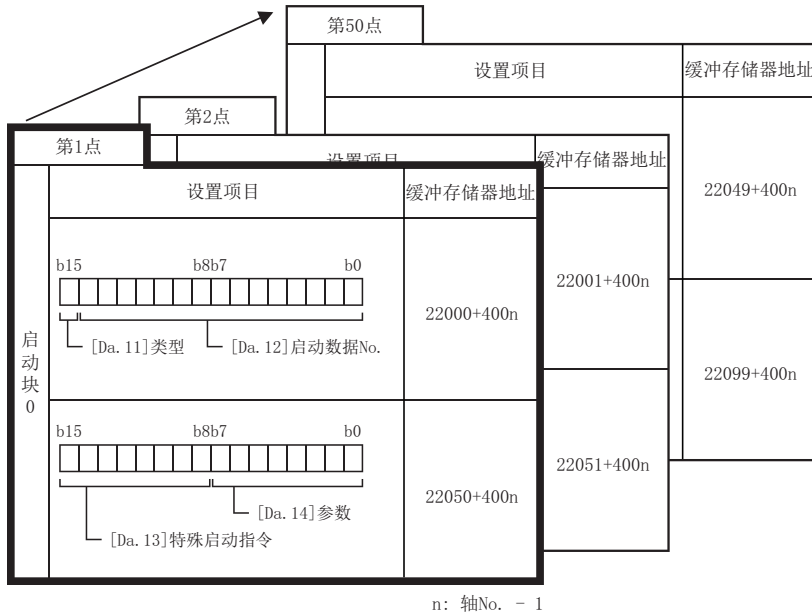 第50点
设置项目
缓冲存储器地址
22049+400n
22099+400n
第2点
设置项目
缓冲存储器地址
22001+400n
22051+400n
第1点
设置项目
缓冲存储器地址
启动块0
b15 b8b7 b0
[Da.11]类型
[Da.12]启动数据No.
22000+400n
b15 b8b7 b0
[Da.14]参数
[Da.13]特殊启动指令
22050+400n
n: 轴No. - 1